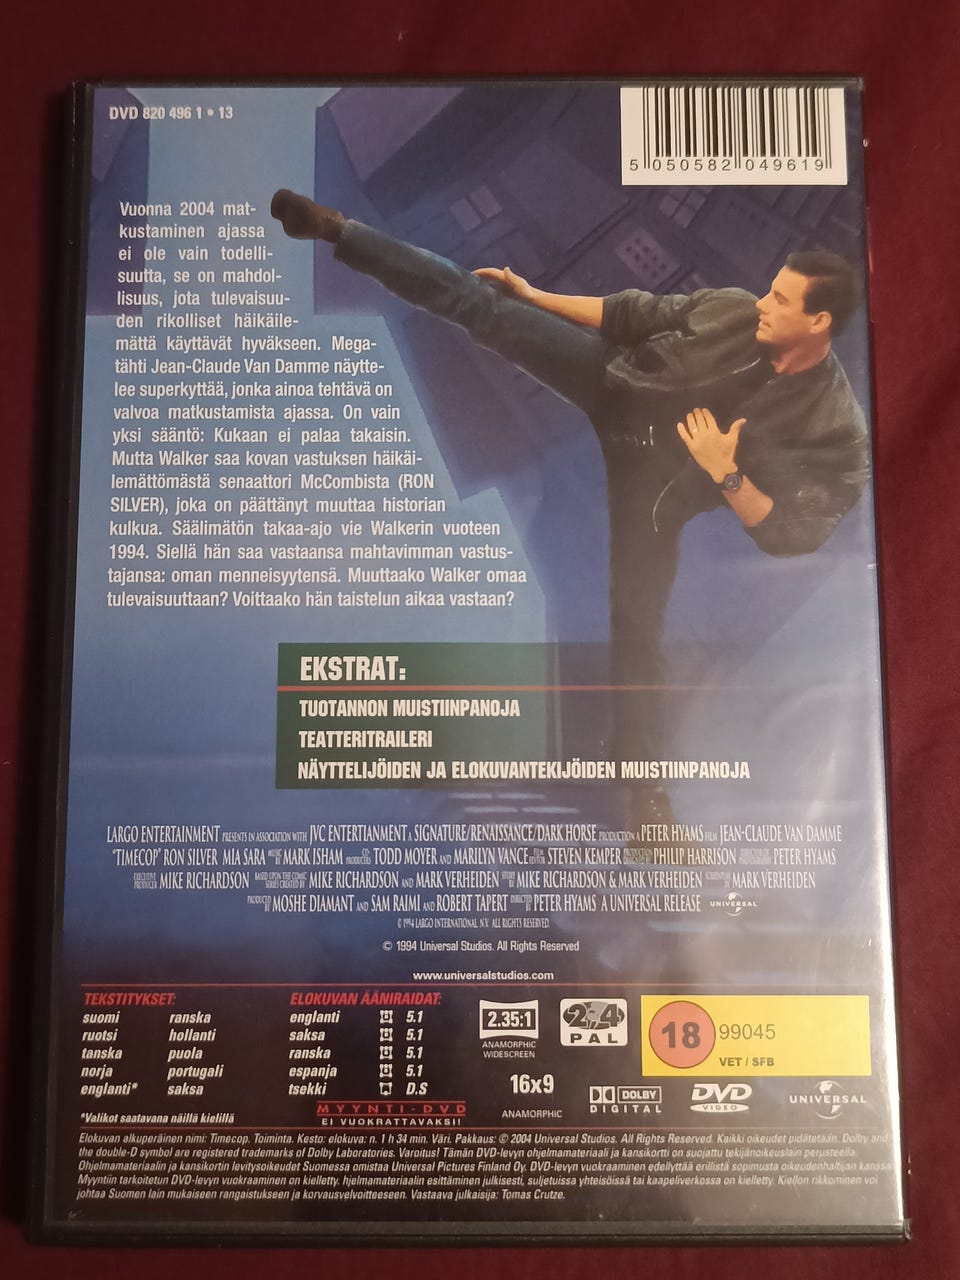 DVD 820 496 1 • 13
5 050582 049619
Vuonna 2004 mat-
kustaminen ajassa
ei ole vain todelli-
suutta, se on mahdol-
lisuus, jota tulevaisuu-
den rikolliset häikäile-
mättä käyttävät hyväkseen. Mega-
tähti Jean-Claude Van Damme näytte-
lee superkyttää, jonka ainoa tehtävä on
valvoa matkustamista ajassa. On vain
yksi sääntö: Kukaan ei palaa takaisin.
Mutta Walker saa kovan vastuksen häikäi-
lemättömästä senaattori McCombista (RON
SILVER), joka on päättänyt muuttaa historian
kulkua. Säälimätön takaa-ajo vie Walkerin vuoteen
1994. Siellä hän saa vastaansa mahtavimman vastus-
tajansa: oman menneisyytensä. Muuttaako Walker omaa
tulevaisuuttaan? Voittaako hän taistelun aikaa vastaan?
EKSTRAT:
TUOTANNON MUISTIINPANOJA
TEATTERITRAILERI
NÄYTTELIJÖIDEN JA ELOKUVANTEKIJÖIDEN MUISTIINPANOJA
LARGO ENTERTAINMENT PRESENTS IN ASSOCIATION WITH JVC ENTERTIANMENT A SIGNATURE/RENAISSANCE/DARK HORSE PRODUCTION A PETER HYAMS FILM JEAN-CLAUDE VAN DAMME
"TIMECOP" RON SILVER MIA SARA MUSIC BY MARK ISHAM CO-PRODUCERS TODD MOYER AND MARILYN VANCE FILM EDITOR STEVEN KEMPER PRODUCTION DESIGNED BY PHILIP HARRISON DIRECTOR OF PHOTOGRAPHY PETER HYAMS
EXECUTIVE PRODUCER MIKE RICHARDSON BASED UPON THE COMIC SERIES CREATED BY MIKE RICHARDSON AND MARK VERHEIDEN STORY BY MIKE RICHARDSON & MARK VERHEIDEN SCREENPLAY BY MARK VERHEIDEN
PRODUCED BY MOSHE DIAMANT AND SAM RAIMI AND ROBERT TAPERT DIRECTED BY PETER HYAMS A UNIVERSAL RELEASE UNIVERSAL
© 1994 LARGO INTERNATIONAL N.V. ALL RIGHTS RESERVED.
© 1994 Universal Studios. All Rights Reserved
www.universalstudios.com
TEKSTITYKSET:
suomi ranska
ruotsi hollanti
tanska puola
norja portugali
englanti* saksa
*Valikot saatavana näillä kielillä
ELOKUVAN ÄÄNIRAIDAT:
englanti 5.1
saksa 5.1
ranska 5.1
espanja 5.1
tsekki D.S
MYYNTI-DVD
EI VUOKRATTAVAKSI!
2.35:1
ANAMORPHIC
WIDESCREEN
16x9
ANAMORPHIC
2 4
PAL
18 99045
VET / SFB
DOLBY
DIGITAL
DVD
VIDEO
UNIVERSAL
Elokuvan alkuperäinen nimi: Timecop. Toiminta. Kesto: elokuva: n. 1 h 34 min. Väri. Pakkaus: © 2004 Universal Studios. All Rights Reserved. Kaikki oikeudet pidätetään. Dolby and
the double-D symbol are registered trademarks of Dolby Laboratories. Varoitus! Tämän DVD-levyn ohjelmamateriaali ja kansikortti on suojattu tekijänoikeuslain perusteella.
Ohjelmamateriaalin ja kansikortin levitysoikeudet Suomessa omistaa Universal Pictures Finland Oy. DVD-levyn vuokraaminen edellyttää erillistä sopimusta oikeudenhaltijan kanssa
Myyntiin tarkoitetun DVD-levyn vuokraaminen on kielletty. hjelmamateriaalin esittäminen julkisesti, suljetuissa yhteisöissä tai kaapeliverkossa on kielletty. Kiellon rikkominen voi
johtaa Suomen lain mukaiseen rangaistukseen ja korvausvelvoitteeseen. Vastaava julkaisija: Tomas Crutze.